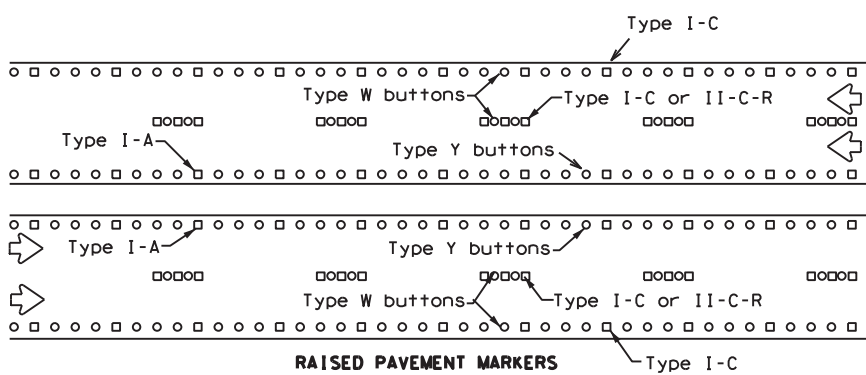 Type I-C
Type W buttons
Type I-C or II-C-R
Type I-A
Type Y buttons
Type I-A
Type Y buttons
Type W buttons
Type I-C or II-C-R
RAISED PAVEMENT MARKERS
Type I-C